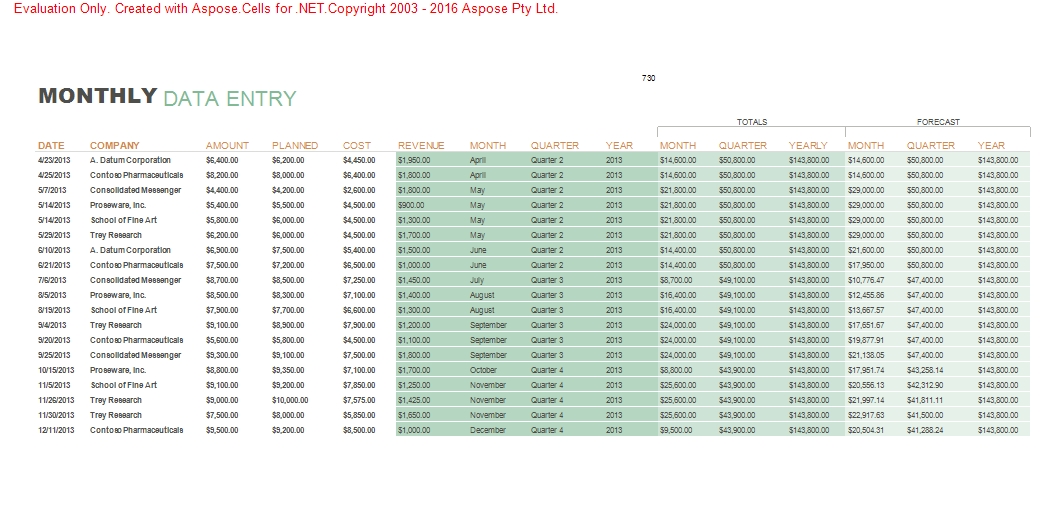 Evaluation Only. Created with Aspose.Cells for .NET.Copyright 2003 - 2016 Aspose Pty Ltd.
730
MONTHLY DATA ENTRY
TOTALS FORECAST
DATE COMPANY AMOUNT PLANNED COST REVENUE MONTH QUARTER YEAR MONTH QUARTER YEARLY MONTH QUARTER YEAR
4/23/2013 A. Datum Corporation $6,400.00 $6,200.00 $4,450.00 $1,950.00 April Quarter 2 2013 $14,600.00 $50,800.00 $143,800.00 $14,600.00 $50,800.00 $143,800.00
4/25/2013 Contoso Pharmaceuticals $8,200.00 $8,000.00 $6,400.00 $1,800.00 April Quarter 2 2013 $14,600.00 $50,800.00 $143,800.00 $14,600.00 $50,800.00 $143,800.00
5/7/2013 Consolidated Messenger $4,400.00 $4,200.00 $2,600.00 $1,800.00 May Quarter 2 2013 $21,800.00 $50,800.00 $143,800.00 $29,000.00 $50,800.00 $143,800.00
5/14/2013 Proseware, Inc. $5,400.00 $5,500.00 $4,500.00 $900.00 May Quarter 2 2013 $21,800.00 $50,800.00 $143,800.00 $29,000.00 $50,800.00 $143,800.00
5/14/2013 School of Fine Art $5,800.00 $6,000.00 $4,500.00 $1,300.00 May Quarter 2 2013 $21,800.00 $50,800.00 $143,800.00 $29,000.00 $50,800.00 $143,800.00
5/29/2013 Trey Research $6,200.00 $6,000.00 $4,500.00 $1,700.00 May Quarter 2 2013 $21,800.00 $50,800.00 $143,800.00 $29,000.00 $50,800.00 $143,800.00
6/10/2013 A. Datum Corporation $6,900.00 $7,500.00 $5,400.00 $1,500.00 June Quarter 2 2013 $14,400.00 $50,800.00 $143,800.00 $21,600.00 $50,800.00 $143,800.00
6/21/2013 Contoso Pharmaceuticals $7,500.00 $7,200.00 $6,500.00 $1,000.00 June Quarter 2 2013 $14,400.00 $50,800.00 $143,800.00 $17,950.00 $50,800.00 $143,800.00
7/6/2013 Consolidated Messenger $8,700.00 $8,500.00 $7,250.00 $1,450.00 July Quarter 3 2013 $8,700.00 $49,100.00 $143,800.00 $10,776.47 $47,400.00 $143,800.00
8/5/2013 Proseware, Inc. $8,500.00 $8,300.00 $7,100.00 $1,400.00 August Quarter 3 2013 $16,400.00 $49,100.00 $143,800.00 $12,455.86 $47,400.00 $143,800.00
8/19/2013 School of Fine Art $7,900.00 $7,700.00 $6,600.00 $1,300.00 August Quarter 3 2013 $16,400.00 $49,100.00 $143,800.00 $13,667.57 $47,400.00 $143,800.00
9/4/2013 Trey Research $9,100.00 $8,900.00 $7,900.00 $1,200.00 September Quarter 3 2013 $24,000.00 $49,100.00 $143,800.00 $17,651.67 $47,400.00 $143,800.00
9/20/2013 Contoso Pharmaceuticals $5,600.00 $5,800.00 $4,500.00 $1,100.00 September Quarter 3 2013 $24,000.00 $49,100.00 $143,800.00 $19,877.91 $47,400.00 $143,800.00
9/25/2013 Consolidated Messenger $9,300.00 $9,100.00 $7,500.00 $1,800.00 September Quarter 3 2013 $24,000.00 $49,100.00 $143,800.00 $21,138.05 $47,400.00 $143,800.00
10/15/2013 Proseware, Inc. $8,800.00 $9,350.00 $7,100.00 $1,700.00 October Quarter 4 2013 $8,800.00 $43,900.00 $143,800.00 $17,951.74 $43,258.14 $143,800.00
11/5/2013 School of Fine Art $9,100.00 $9,200.00 $7,850.00 $1,250.00 November Quarter 4 2013 $25,600.00 $43,900.00 $143,800.00 $20,556.13 $42,312.90 $143,800.00
11/26/2013 Trey Research $9,000.00 $10,000.00 $7,575.00 $1,425.00 November Quarter 4 2013 $25,600.00 $43,900.00 $143,800.00 $21,997.14 $41,811.11 $143,800.00
11/30/2013 Trey Research $7,500.00 $8,000.00 $5,850.00 $1,650.00 November Quarter 4 2013 $25,600.00 $43,900.00 $143,800.00 $22,917.63 $41,500.00 $143,800.00
12/11/2013 Contoso Pharmaceuticals $9,500.00 $9,200.00 $8,500.00 $1,000.00 December Quarter 4 2013 $9,500.00 $43,900.00 $143,800.00 $20,504.31 $41,288.24 $143,800.00